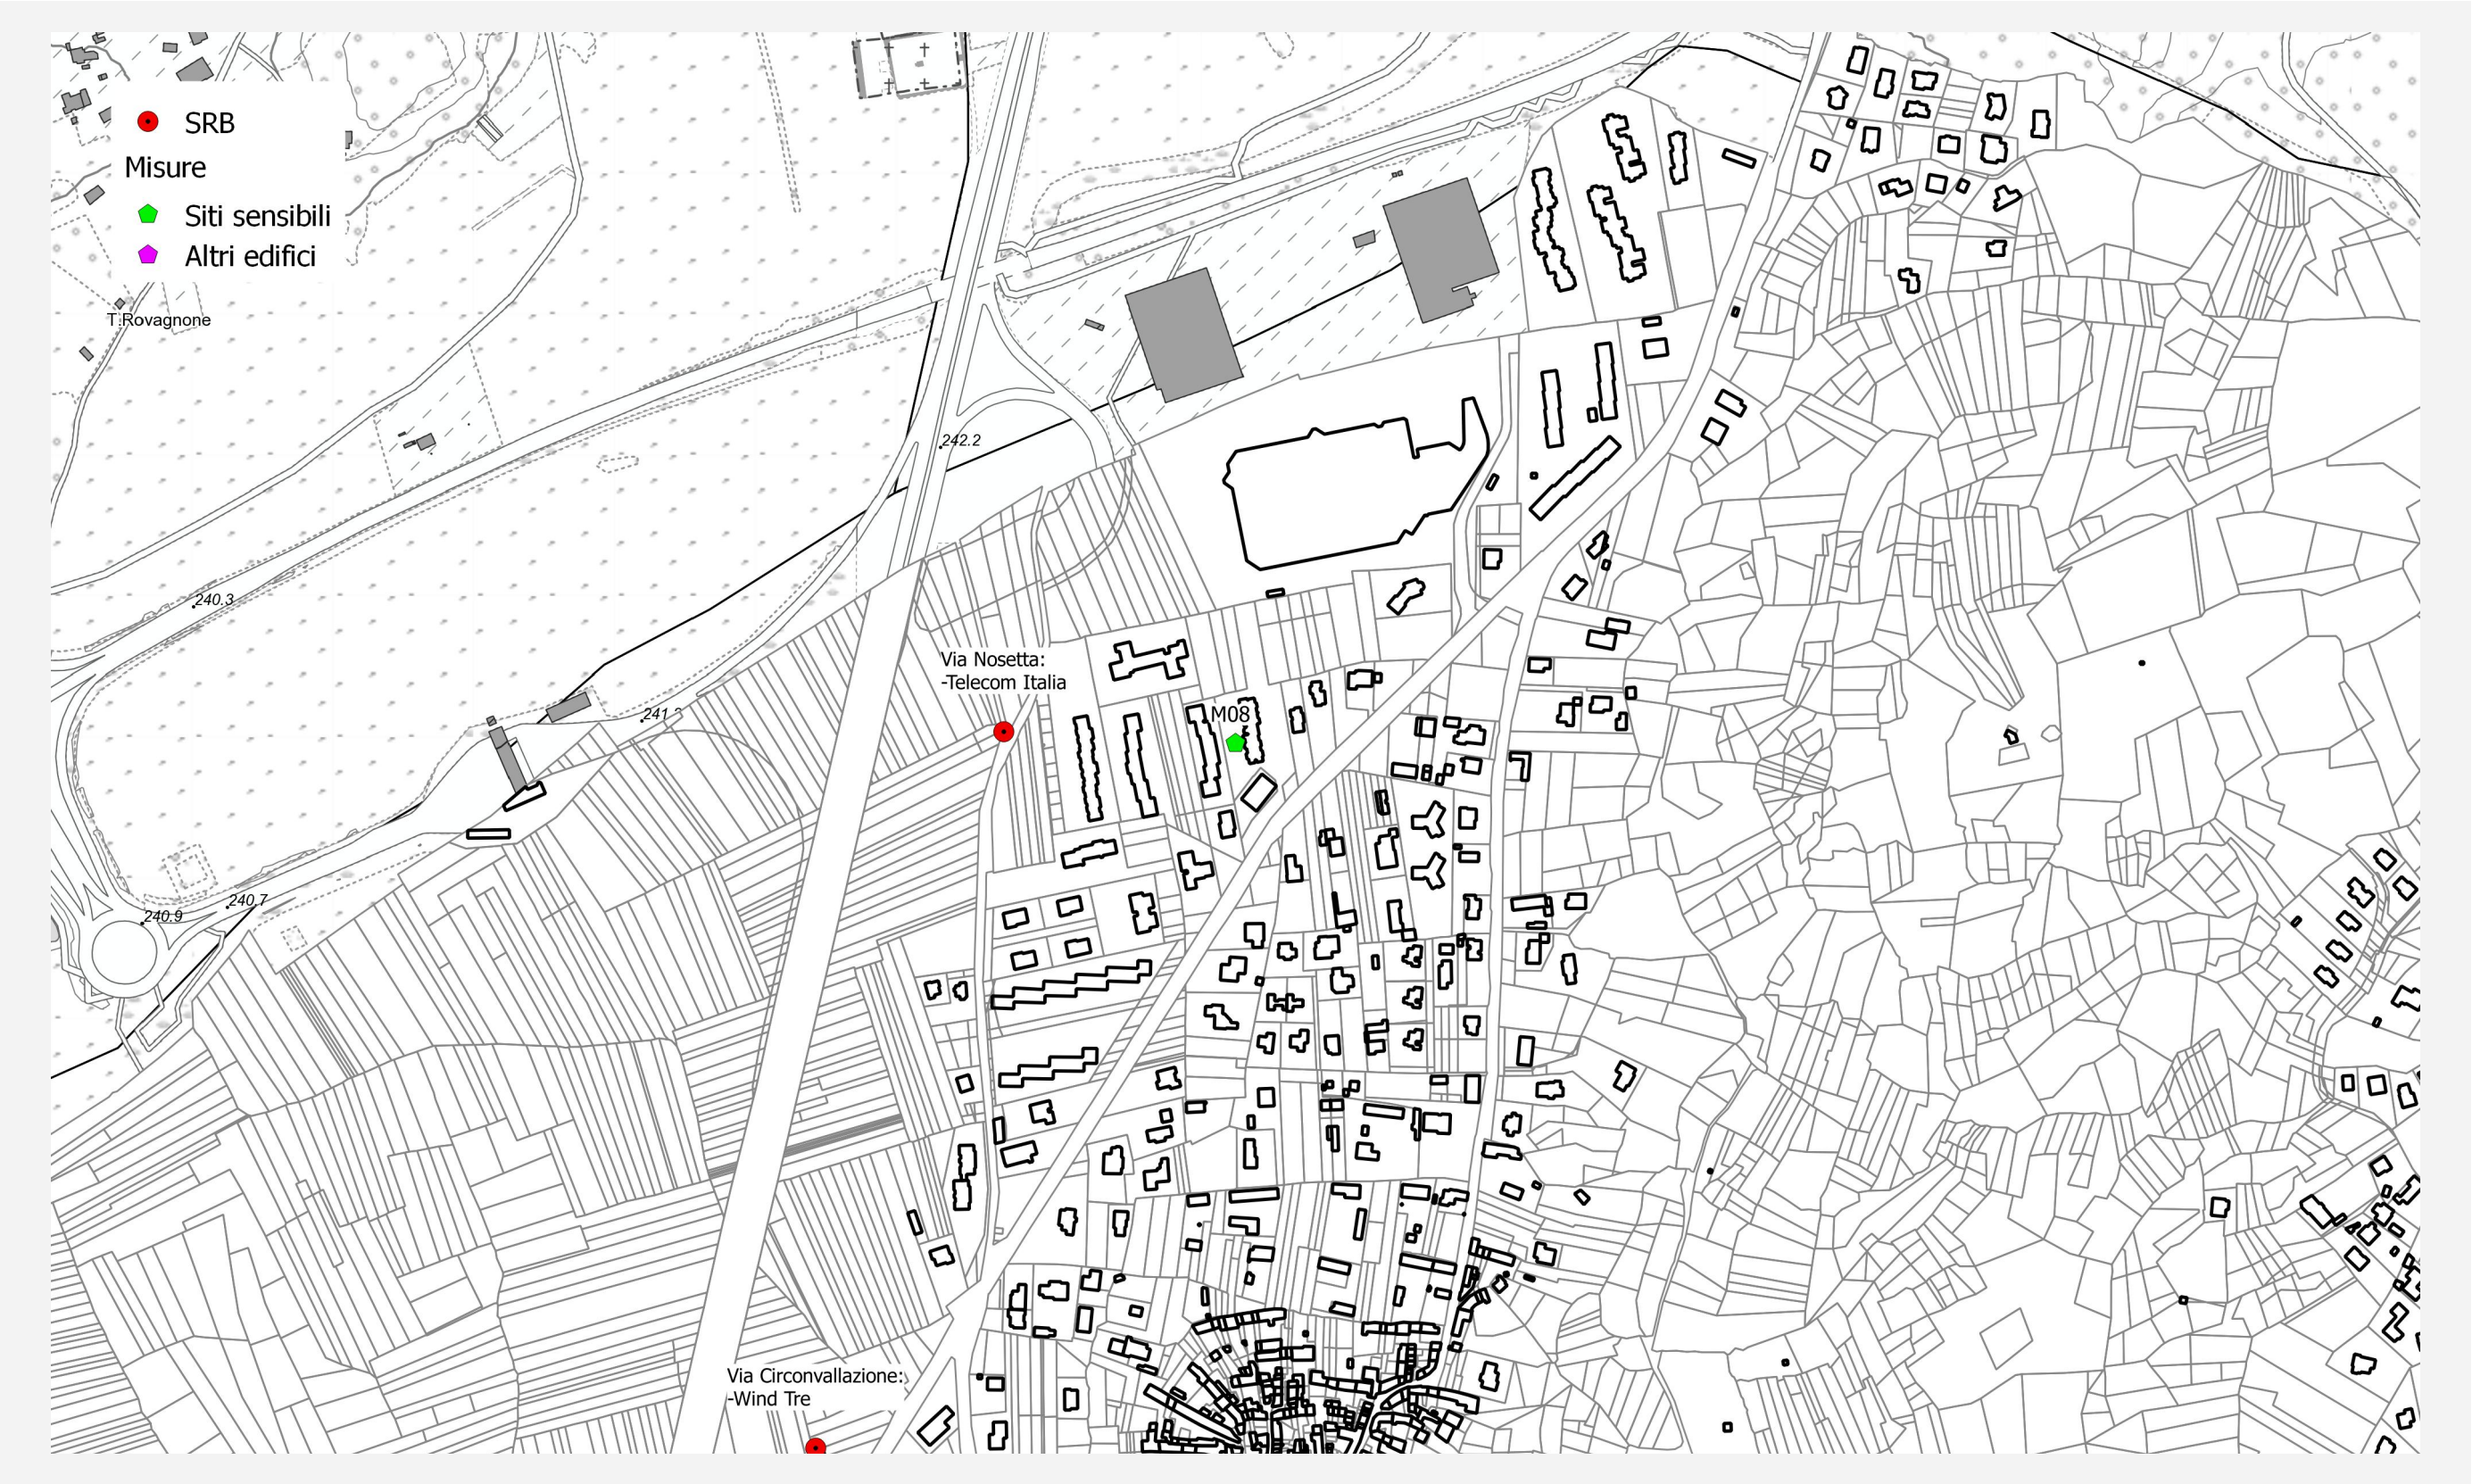 SRB
Misure
Siti sensibili
Altri edifici
T.Rovagnone
242.2
240.3
Via Nosetta:
-Telecom Italia
M08
240.7
240.9
Via Circonvallazione:
-Wind Tre